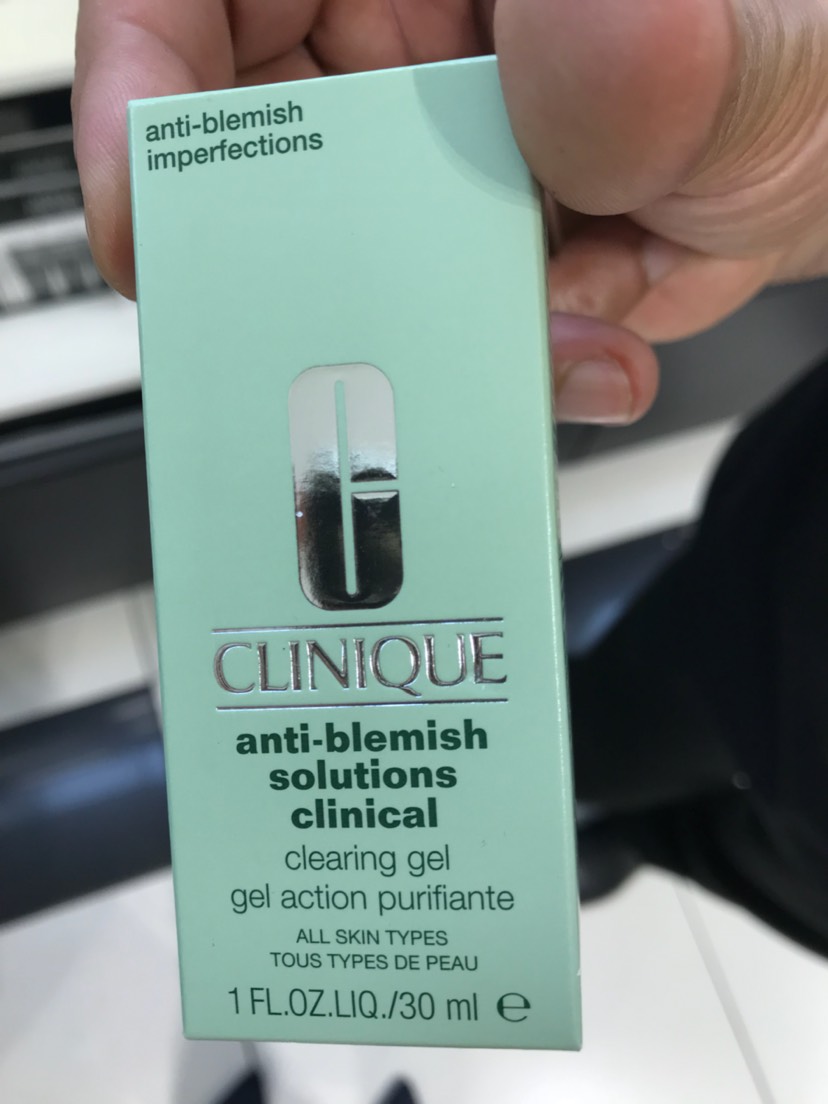 anti-blemish
imperfections
CLINIQUE
anti-blemish
solutions
clinical
clearing gel
gel action purifiante
ALL SKIN TYPES
TOUS TYPES DE PEAU
1 FL.OZ.LIQ./30 ml ℮